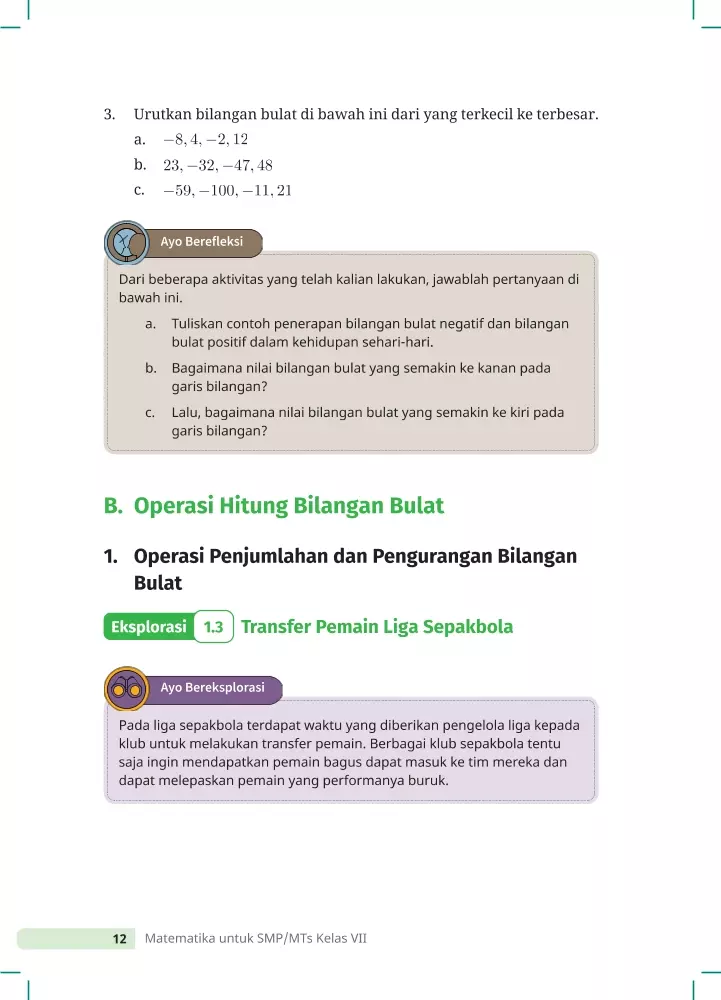 3. Urutkan bilangan bulat di bawah ini dari yang terkecil ke terbesar.
a. −8, 4, −2, 12
b. 23, −32, −47, 48
c. −59, −100, −11, 21
Ayo Berefleksi
Dari beberapa aktivitas yang telah kalian lakukan, jawablah pertanyaan di
bawah ini.
a. Tuliskan contoh penerapan bilangan bulat negatif dan bilangan
bulat positif dalam kehidupan sehari-hari.
b. Bagaimana nilai bilangan bulat yang semakin ke kanan pada
garis bilangan?
c. Lalu, bagaimana nilai bilangan bulat yang semakin ke kiri pada
garis bilangan?
B. Operasi Hitung Bilangan Bulat
1. Operasi Penjumlahan dan Pengurangan Bilangan
Bulat
Eksplorasi 1.3 Transfer Pemain Liga Sepakbola
Ayo Bereksplorasi
Pada liga sepakbola terdapat waktu yang diberikan pengelola liga kepada
klub untuk melakukan transfer pemain. Berbagai klub sepakbola tentu
saja ingin mendapatkan pemain bagus dapat masuk ke tim mereka dan
dapat melepaskan pemain yang performanya buruk.
12 Matematika untuk SMP/MTs Kelas VII